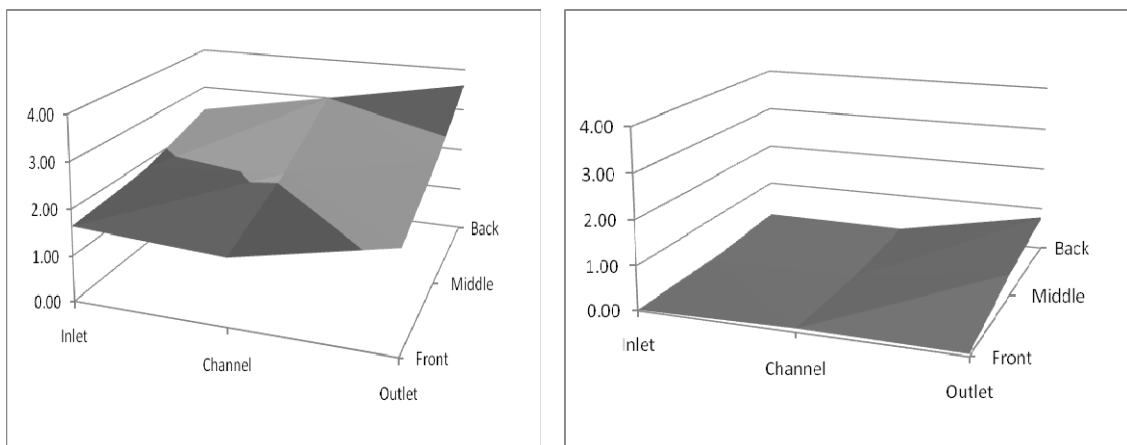 4.00
3.00
2.00
1.00
0.00
Inlet
Channel
Outlet
Front
Middle
Back
4.00
3.00
2.00
1.00
0.00
Inlet
Channel
Outlet
Front
Middle
Back